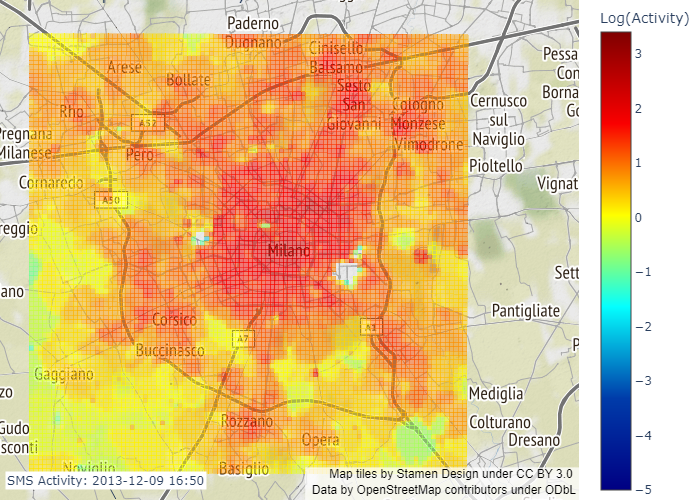 Log(Activity)
Paderno
Dugnano
Cinisello
Balsamo
Arese
Bollate
Sesto
San
Giovanni
Pessa
Con
Borna
Go
Rho
A52
Cologno
Monzese
Cernusco
sul
Naviglio
Pregnana
Milanese
Pero
Vimodrone
Pioltello
Cornaredo
Vignat
A50
reggio
Milano
Sett
ano
Corsico
A1
Pantigliate
A7
Buccinasco
P
Gaggiano
zo
Mediglia
Rozzano
Colturano
Gudo
sconti
Opera
Dresano
Noviglio
Basiglio
3
2
1
0
−1
−2
−3
−4
−5
SMS Activity: 2013-12-09 16:50
Map tiles by Stamen Design under CC BY 3.0
Data by OpenStreetMap contributors under ODbL